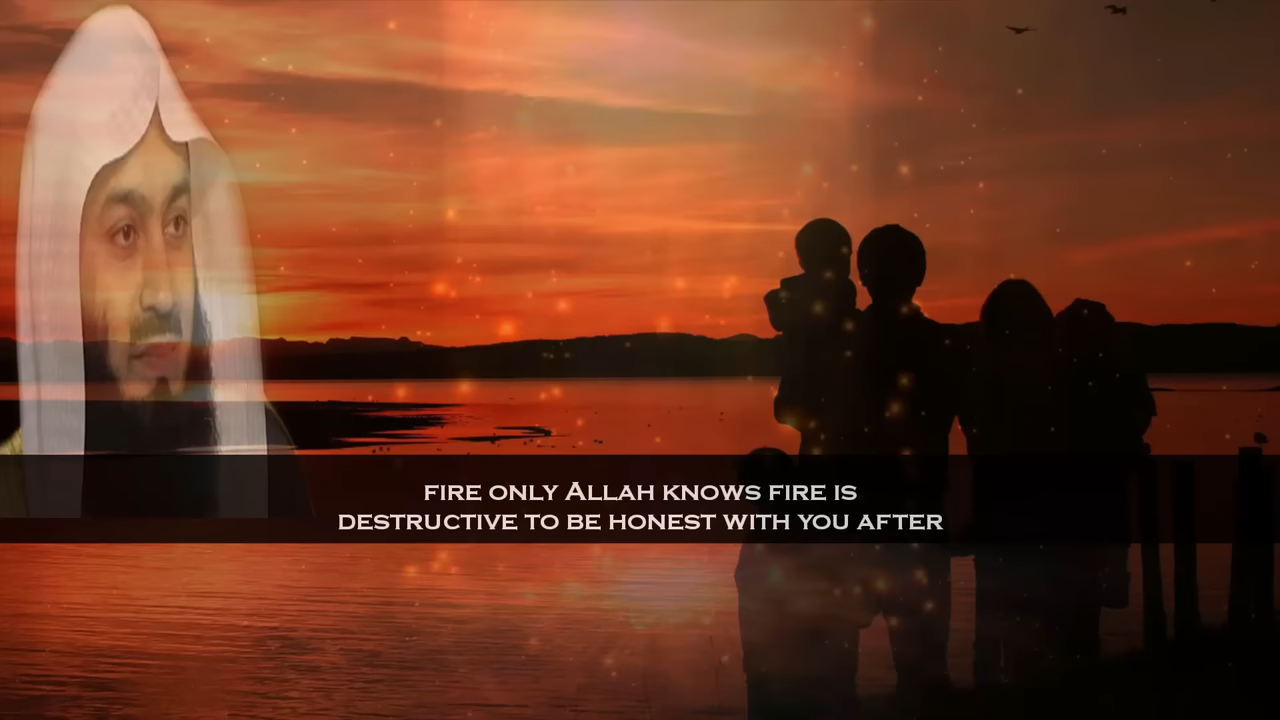 FIRE ONLY ALLAH KNOWS FIRE IS
DESTRUCTIVE TO BE HONEST WITH YOU AFTER